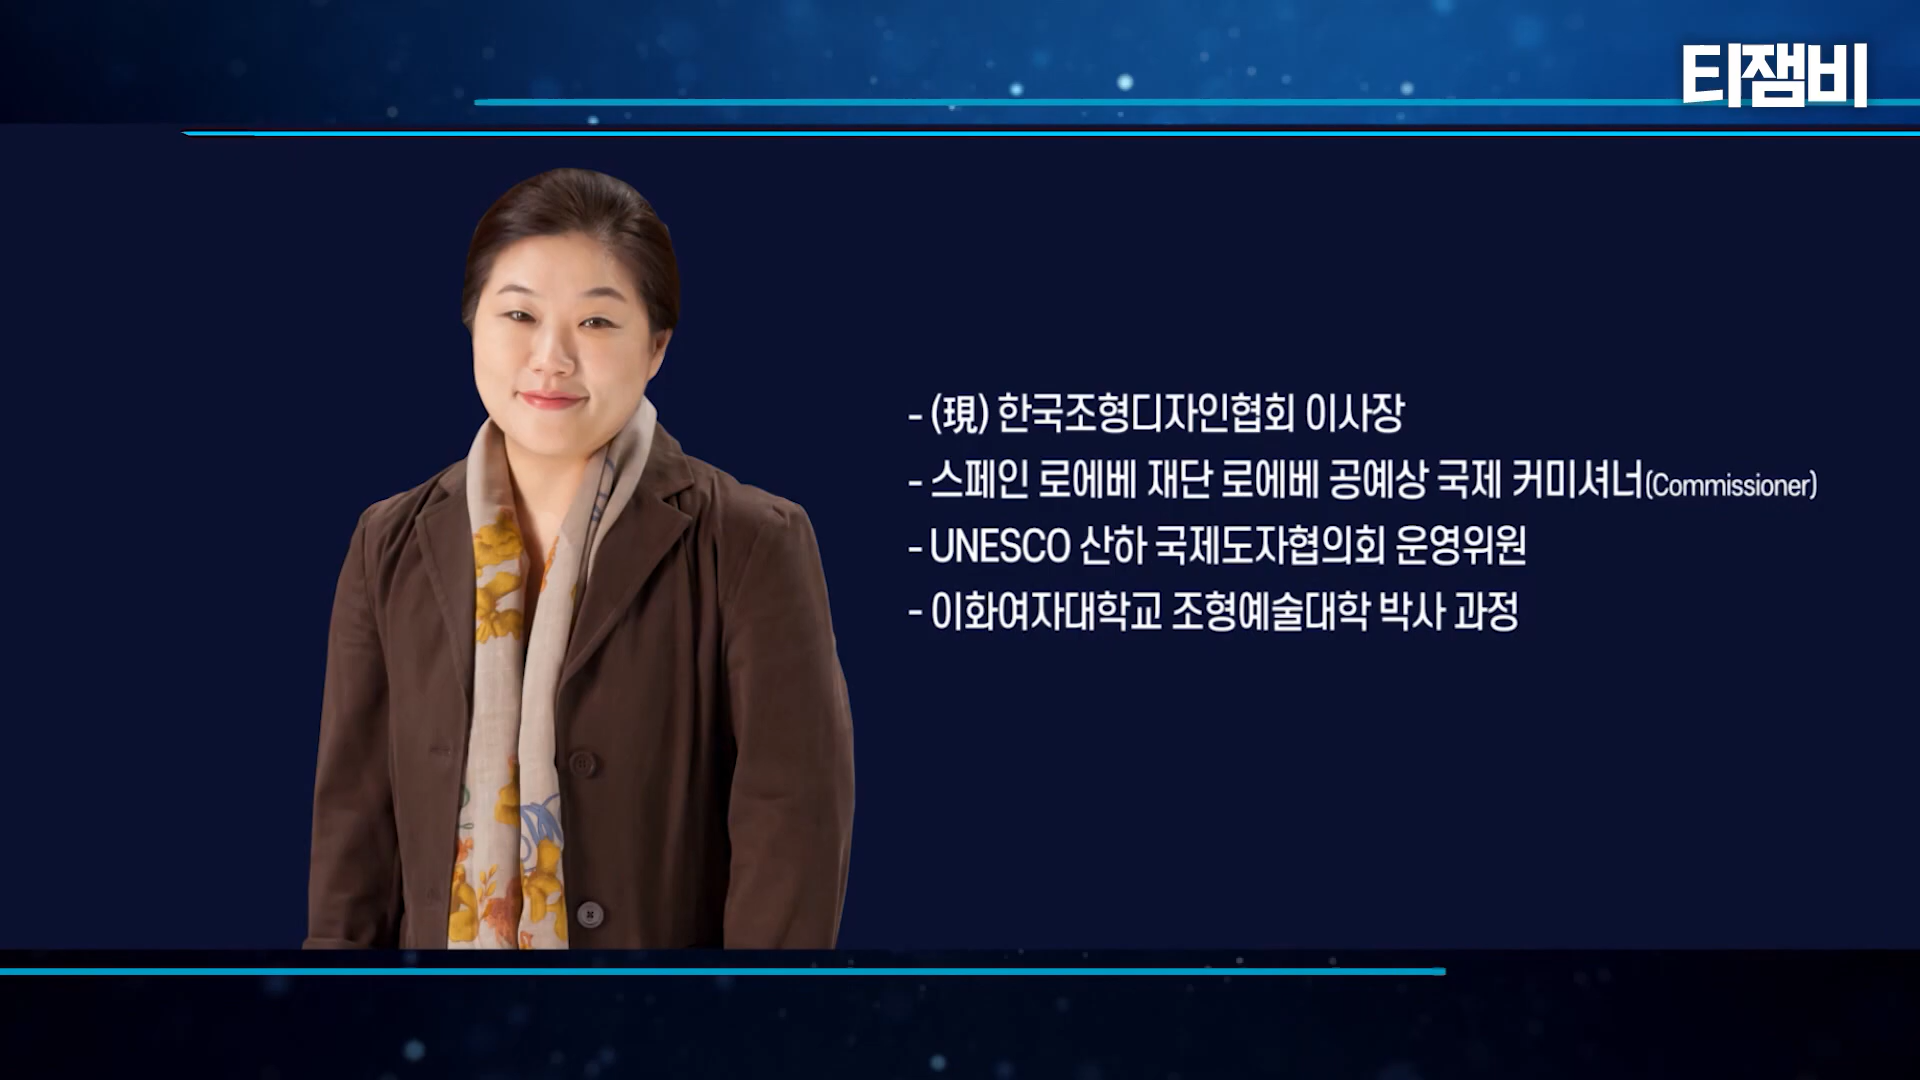 티잼비
- (現) 한국조형디자인협회 이사장
- 스페인 로에베 재단 로에베 공예상 국제 커미셔너(Commissioner)
- UNESCO 산하 국제도자협의회 운영위원
- 이화여자대학교 조형예술대학 박사 과정